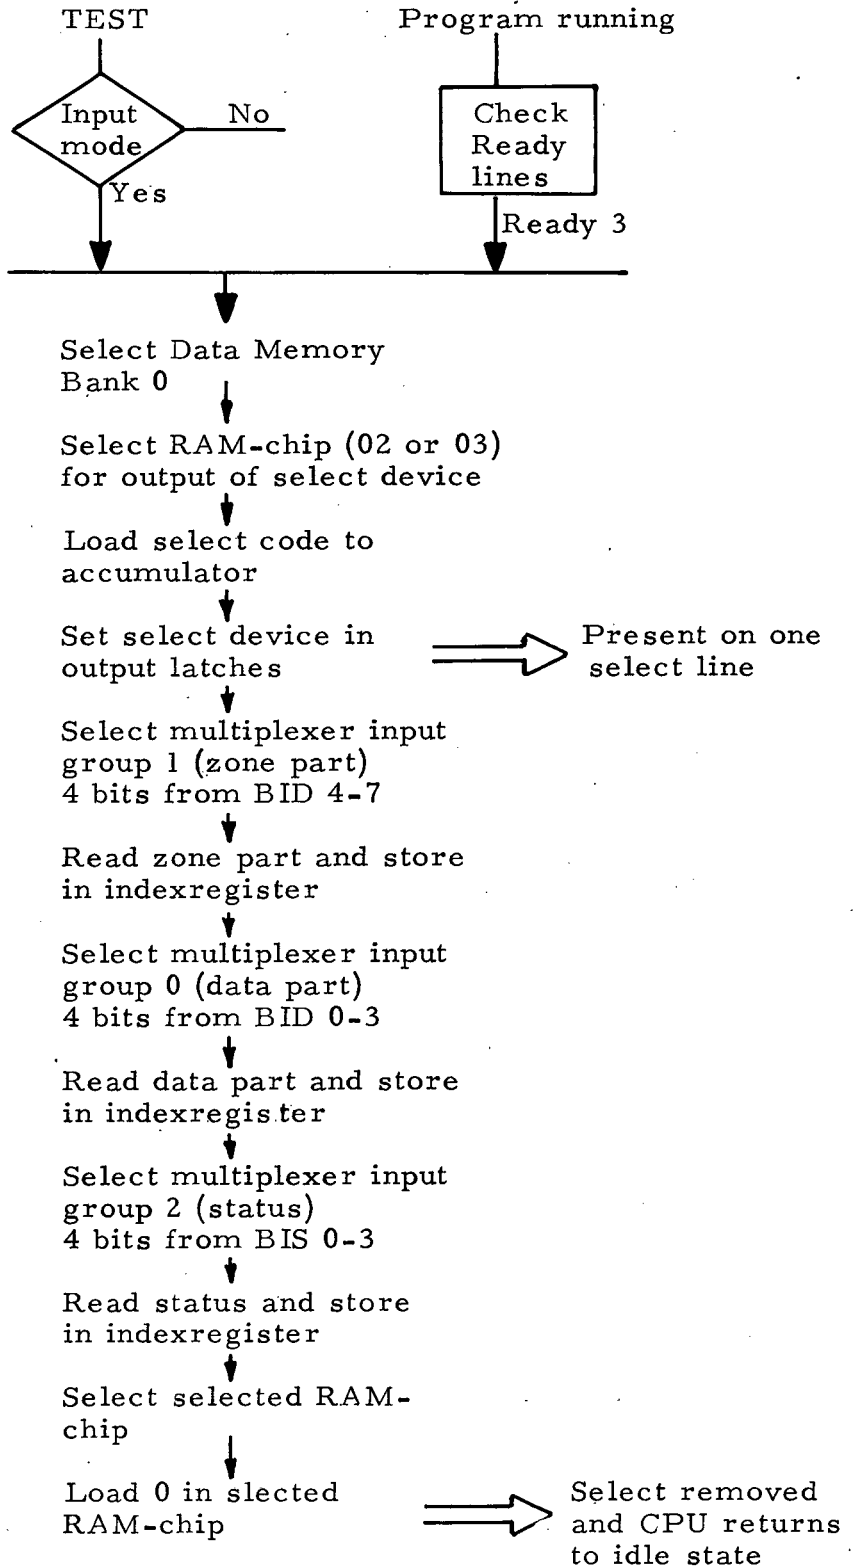 TEST
Program running
Input
mode
No
Yes
Check
Ready
lines
Ready 3
Select Data Memory
Bank 0
Select RAM-chip (02 or 03)
for output of select device
Load select code to
accumulator
Set select device in
output latches
Present on one
select line
Select multiplexer input
group 1 (zone part)
4 bits from BID 4-7
Read zone part and store
in indexregister
Select multiplexer input
group 0 (data part)
4 bits from BID 0-3
Read data part and store
in indexregister
Select multiplexer input
group 2 (status)
4 bits from BIS 0-3
Read status and store
in indexregister
Select selected RAM-
chip
Load 0 in slected
RAM-chip
Select removed
and CPU returns
to idle state